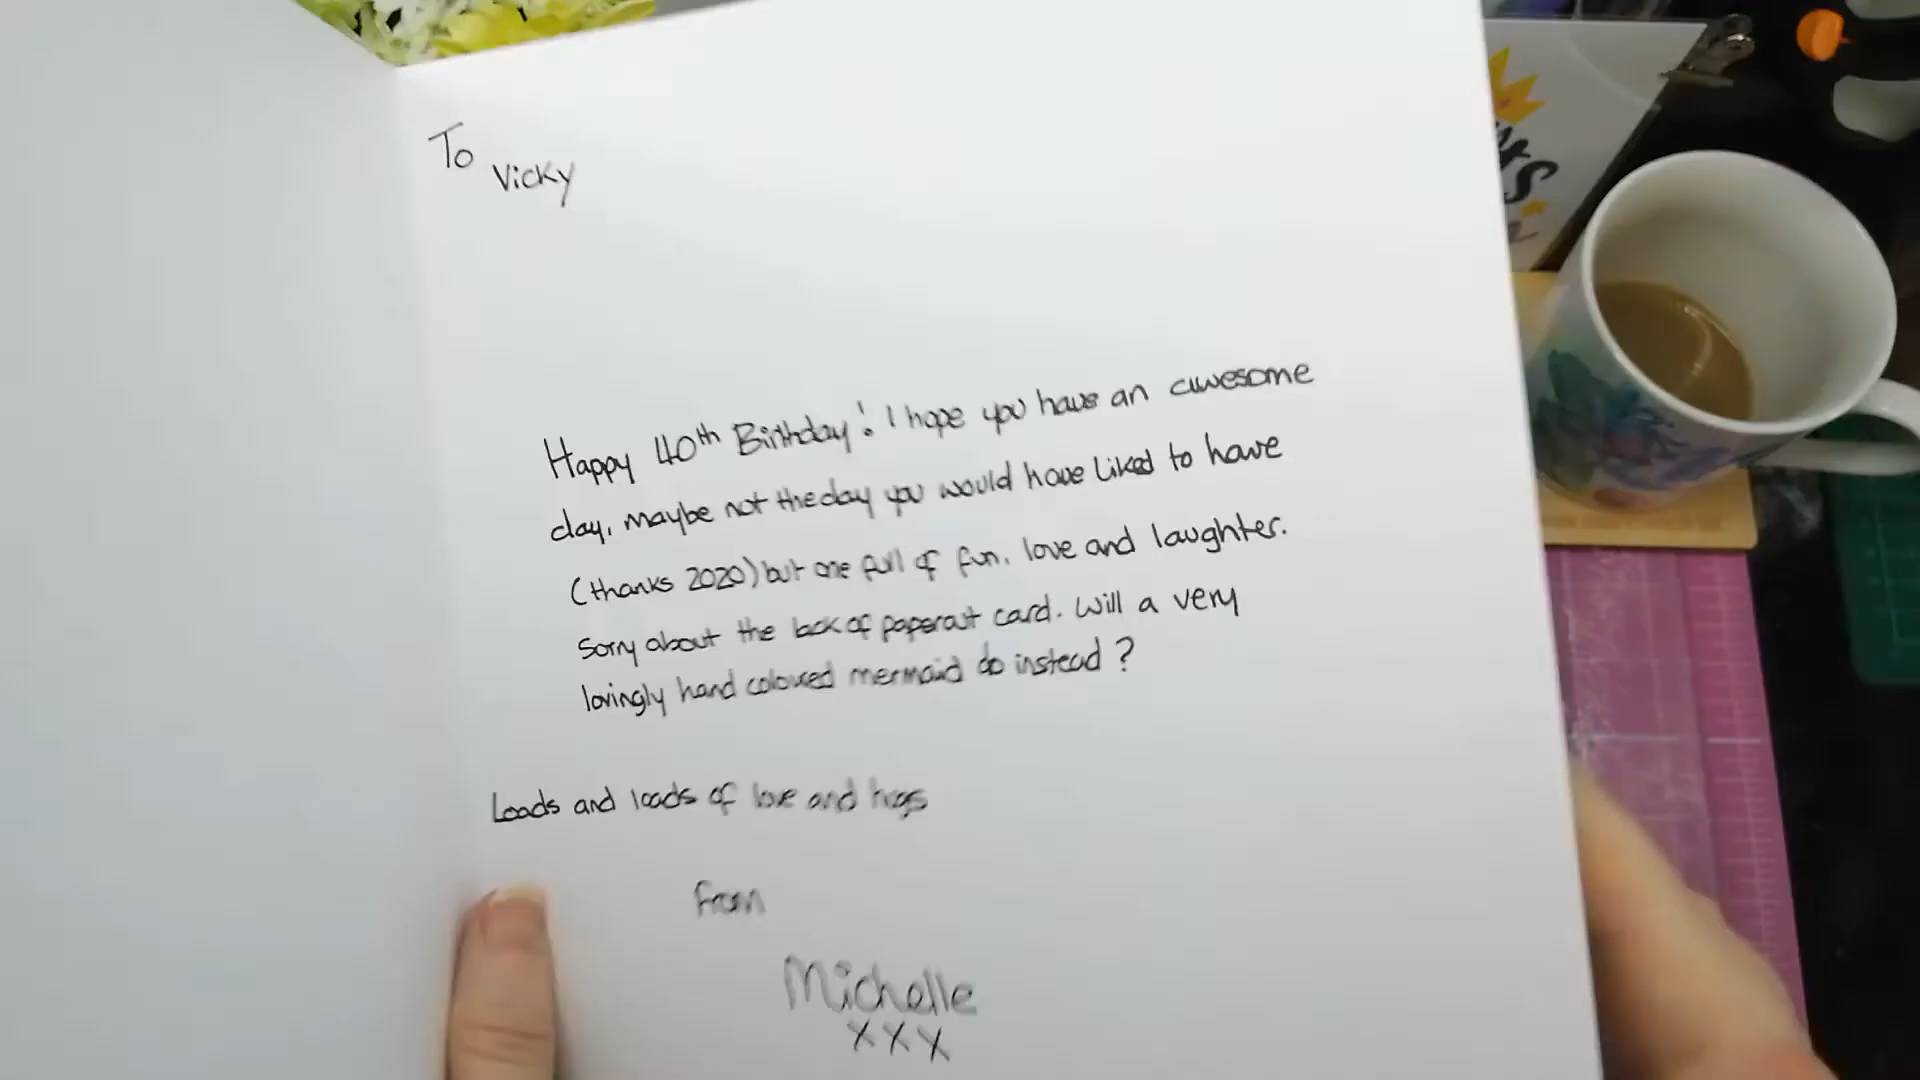 To
Vicky
Happy 40th Birthday! I hope you have an awesome
day, maybe not the day you would have liked to have
(thanks 2020) but one full of fun, love and laughter.
Sorry about the lack of papercut card. Will a very
lovingly hand coloured mermaid do instead?
Loads and loads of love and hugs
From
Michelle
xxx